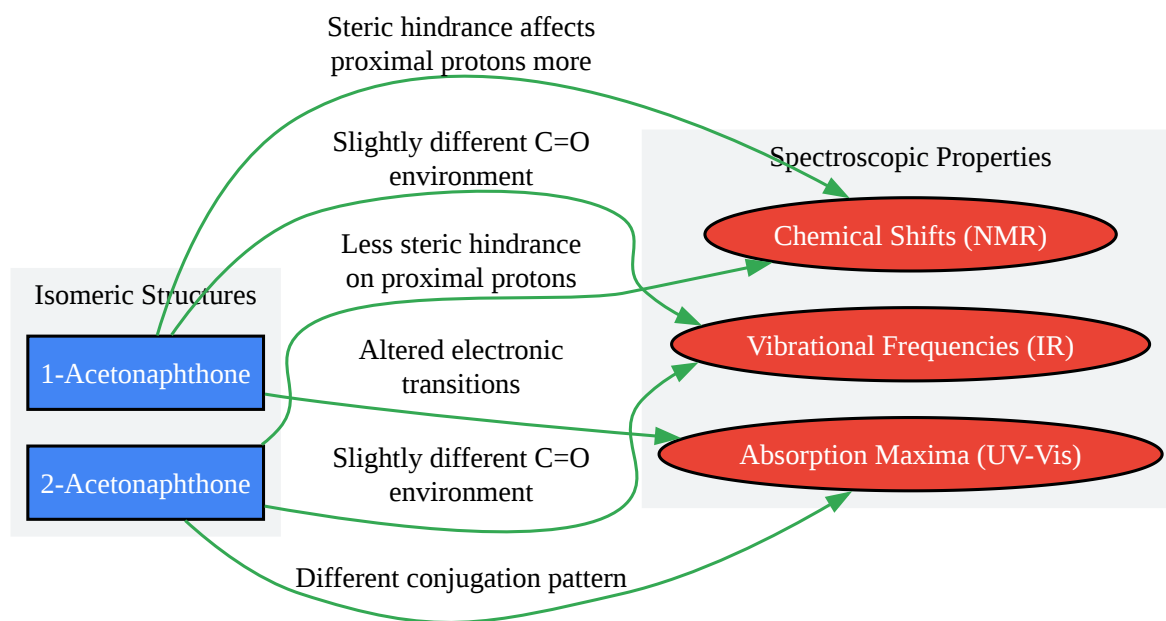 Steric hindrance affects
proximal protons more
Slightly different C=O
environment
Spectroscopic Properties
Chemical Shifts (NMR)
Less steric hindrance
on proximal protons
Isomeric Structures
Vibrational Frequencies (IR)
Altered electronic
transitions
1-Acetonaphthone
Absorption Maxima (UV-Vis)
Slightly different C=O
environment
2-Acetonaphthone
Different conjugation pattern